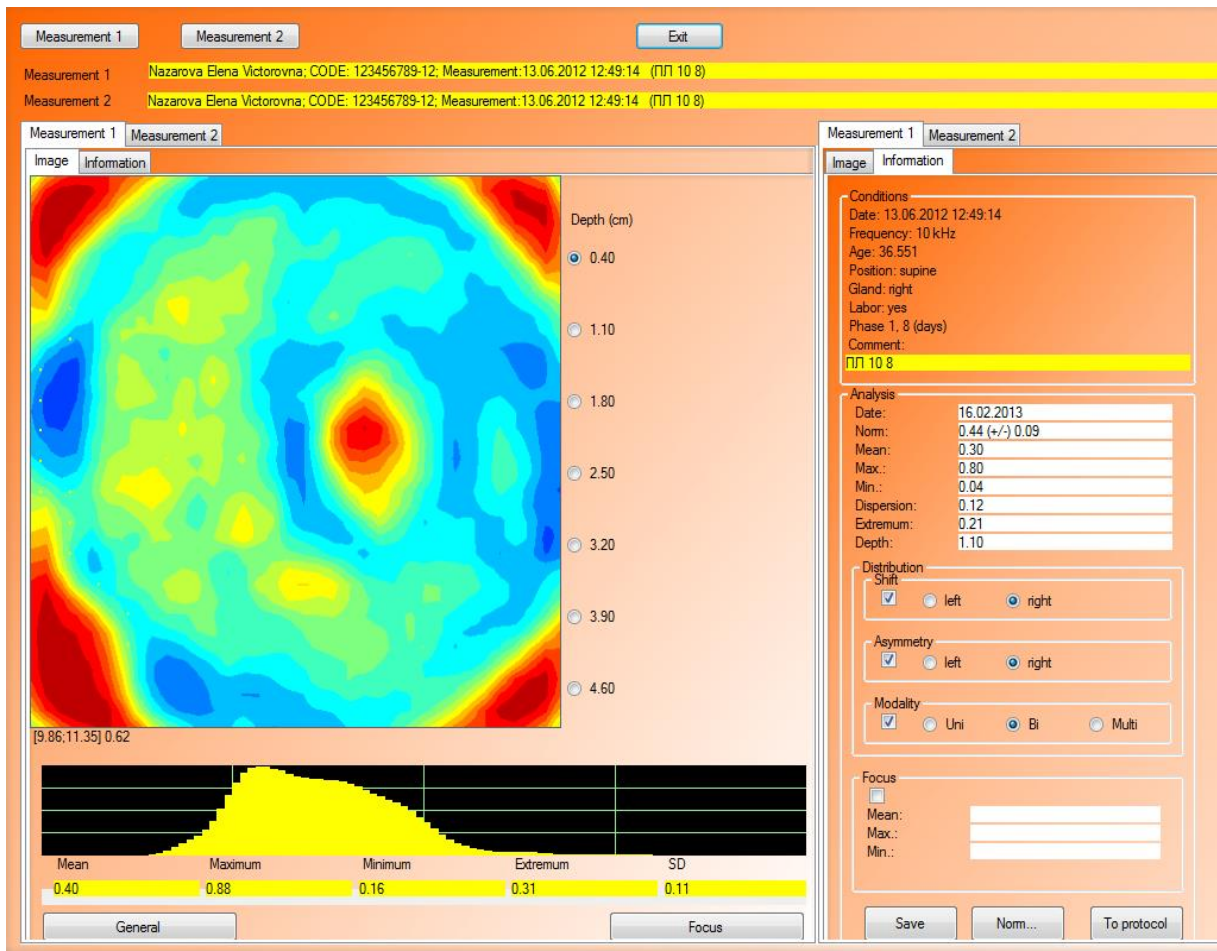 Measurement 1 Measurement 2 Exit
Measurement 1 Nazarova Elena Victorovna; CODE: 123456789-12; Measurement:13.06.2012 12:49:14 (ПЛ 10 8)
Measurement 2 Nazarova Elena Victorovna; CODE: 123456789-12; Measurement:13.06.2012 12:49:14 (ПЛ 10 8)
Measurement 1 Measurement 2
Image Information
Depth (cm)
0.40
1.10
1.80
2.50
3.20
3.90
4.60
[9.86;11.35] 0.62
Mean Maximum Minimum Extremum SD
0.40 0.88 0.16 0.31 0.11
General Focus
Measurement 1 Measurement 2
Image Information
Conditions
Date: 13.06.2012 12:49:14
Frequency: 10 kHz
Age: 36.551
Position: supine
Gland: right
Labor: yes
Phase 1, 8 (days)
Comment:
ПЛ 10 8
Analysis
Date: 16.02.2013
Norm: 0.44 (+/-) 0.09
Mean: 0.30
Max.: 0.80
Min.: 0.04
Dispersion: 0.12
Extremum: 0.21
Depth: 1.10
Distribution
Shift
left right
Asymmetry
left right
Modality
Uni Bi Multi
Focus
Mean:
Max.:
Min.:
Save Norm... To protocol